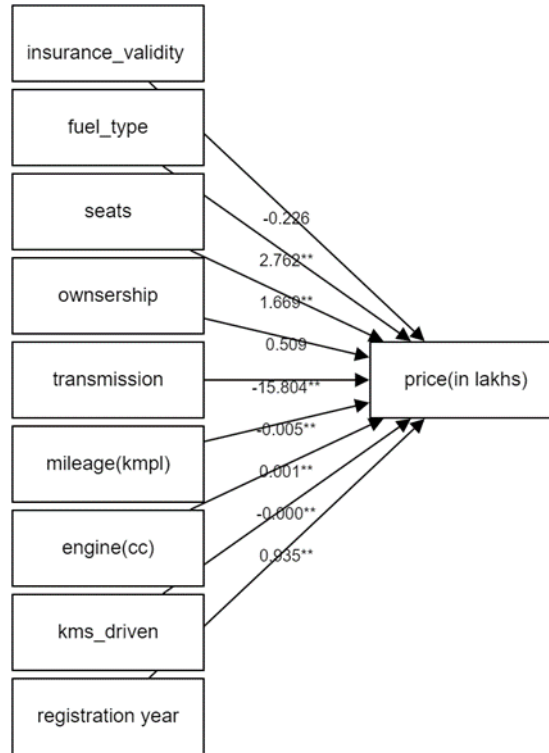 insurance_validity
fuel_type
seats
ownsership
transmission
mileage(kmpl)
engine(cc)
kms_driven
registration year
-0.226
2.762**
1.669**
0.509
-15.804**
-0.005**
0.001**
-0.000**
0.935**
price(in lakhs)